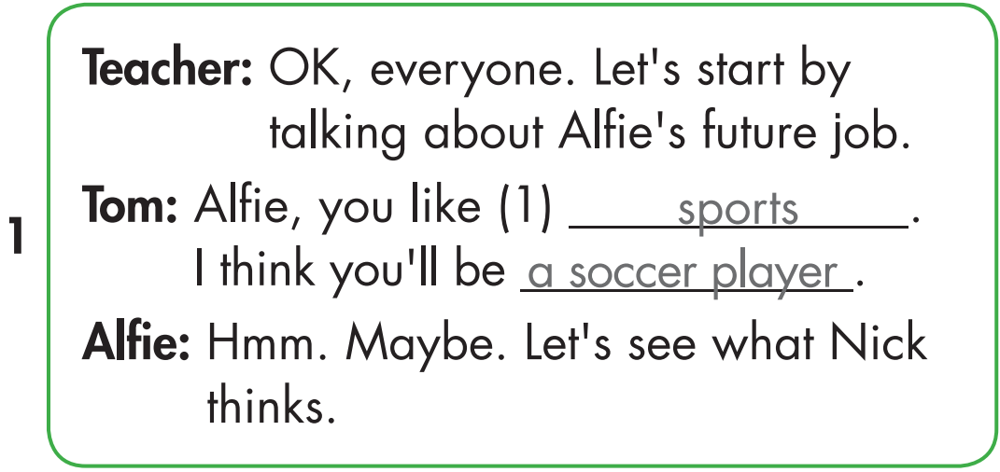 Teacher: OK, everyone. Let's start by
talking about Alfie's future job.
1
Tom: Alfie, you like (1) sports.
I think you'll be a soccer player.
Alfie: Hmm. Maybe. Let's see what Nick
thinks.